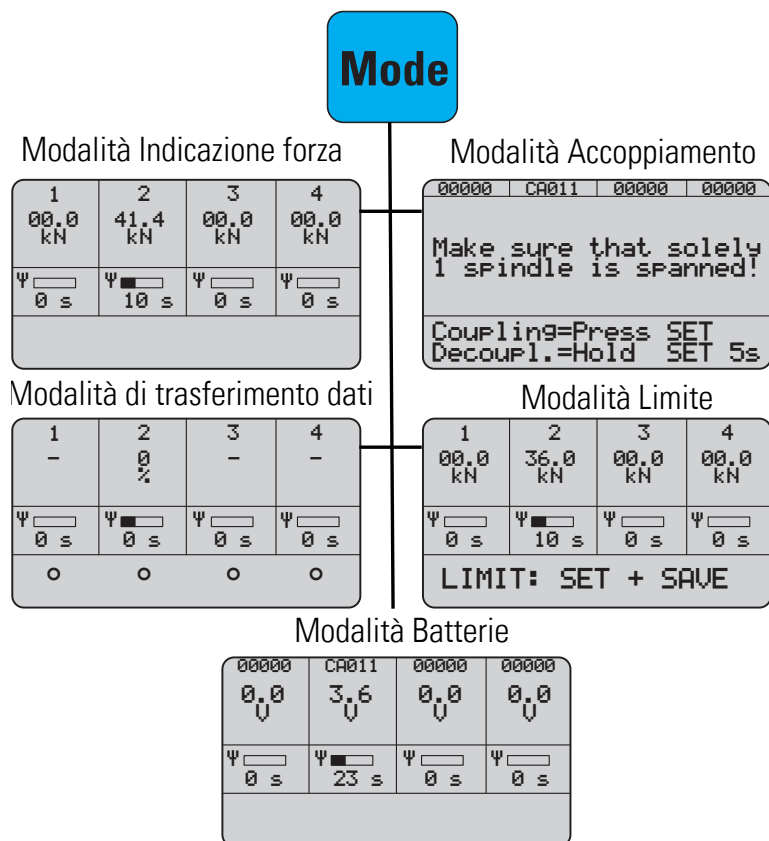 Mode
Modalità Indicazione forza
1 2 3 4
00.0 41.4 00.0 00.0
kN kN kN kN
0 s 10 s 0 s 0 s
Modalità Accoppiamento
00000 CA011 00000 00000
Make sure that solely
1 spindle is spanned!
Coupling=Press SET
Decoupl.=Hold SET 5s
Modalità di trasferimento dati
1 2 3 4
- 0 - -
%
0 s 0 s 0 s 0 s
Modalità Limite
1 2 3 4
00.0 36.0 00.0 00.0
kN kN kN kN
0 s 10 s 0 s 0 s
LIMIT: SET + SAVE
Modalità Batterie
00000 CA011 00000 00000
0.0 3.6 0.0 0.0
V V V V
0 s 23 s 0 s 0 s